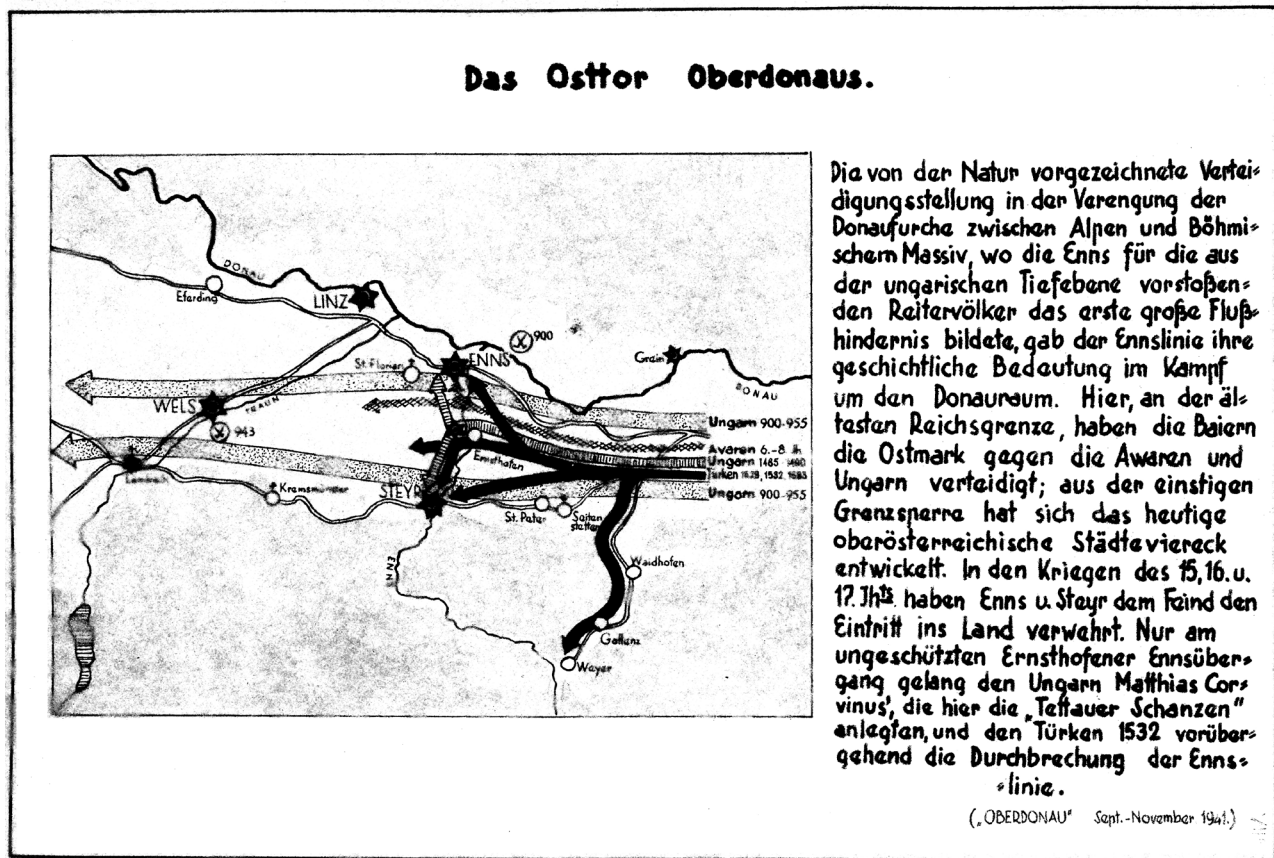 Das Osttor Oberdonaus.
DONAU
Eferding
LINZ
900
St. Florian
ENNS
Grein
DONAU
WELS
TRAUN
943
Ungarn 900-955
Avaren 6.-8. Jh
Ungarn 1465 1490
Türken 1529, 1532, 1683
Ungarn 900-955
Ernsthofen
Lambach
Kremsmünster
STEYR
St. Peter
Seiten
stetten
ENNS
Waidhofen
Gaflenz
Weyer
Die von der Natur vorgezeichnete Vertei=
digungsstellung in der Verengung der
Donaufurche zwischen Alpen und Böhmi=
schem Massiv, wo die Enns für die aus
der ungarischen Tiefebene vorstoßen=
den Reitervölker das erste große Fluß=
hindernis bildete, gab der Ennslinie ihre
geschichtliche Bedeutung im Kampf
um den Donauraum. Hier, an der äl=
testen Reichsgrenze, haben die Baiern
die Ostmark gegen die Awaren und
Ungarn verteidigt; aus der einstigen
Grenzsperre hat sich das heutige
oberösterreichische Städteviereck
entwickelt. In den Kriegen des 15, 16. u.
17. Jhts haben Enns u. Steyr dem Feind den
Eintritt ins Land verwehrt. Nur am
ungeschützten Ernsthofener Ennsüber=
gang gelang den Ungarn Matthias Cor=
vinus', die hier die „Tettauer Schanzen"
anlegten, und den Türken 1532 vorüber=
gehend die Durchbrechung der Enns=
=linie.
(„OBERDONAU" Sept.-November 1941.)